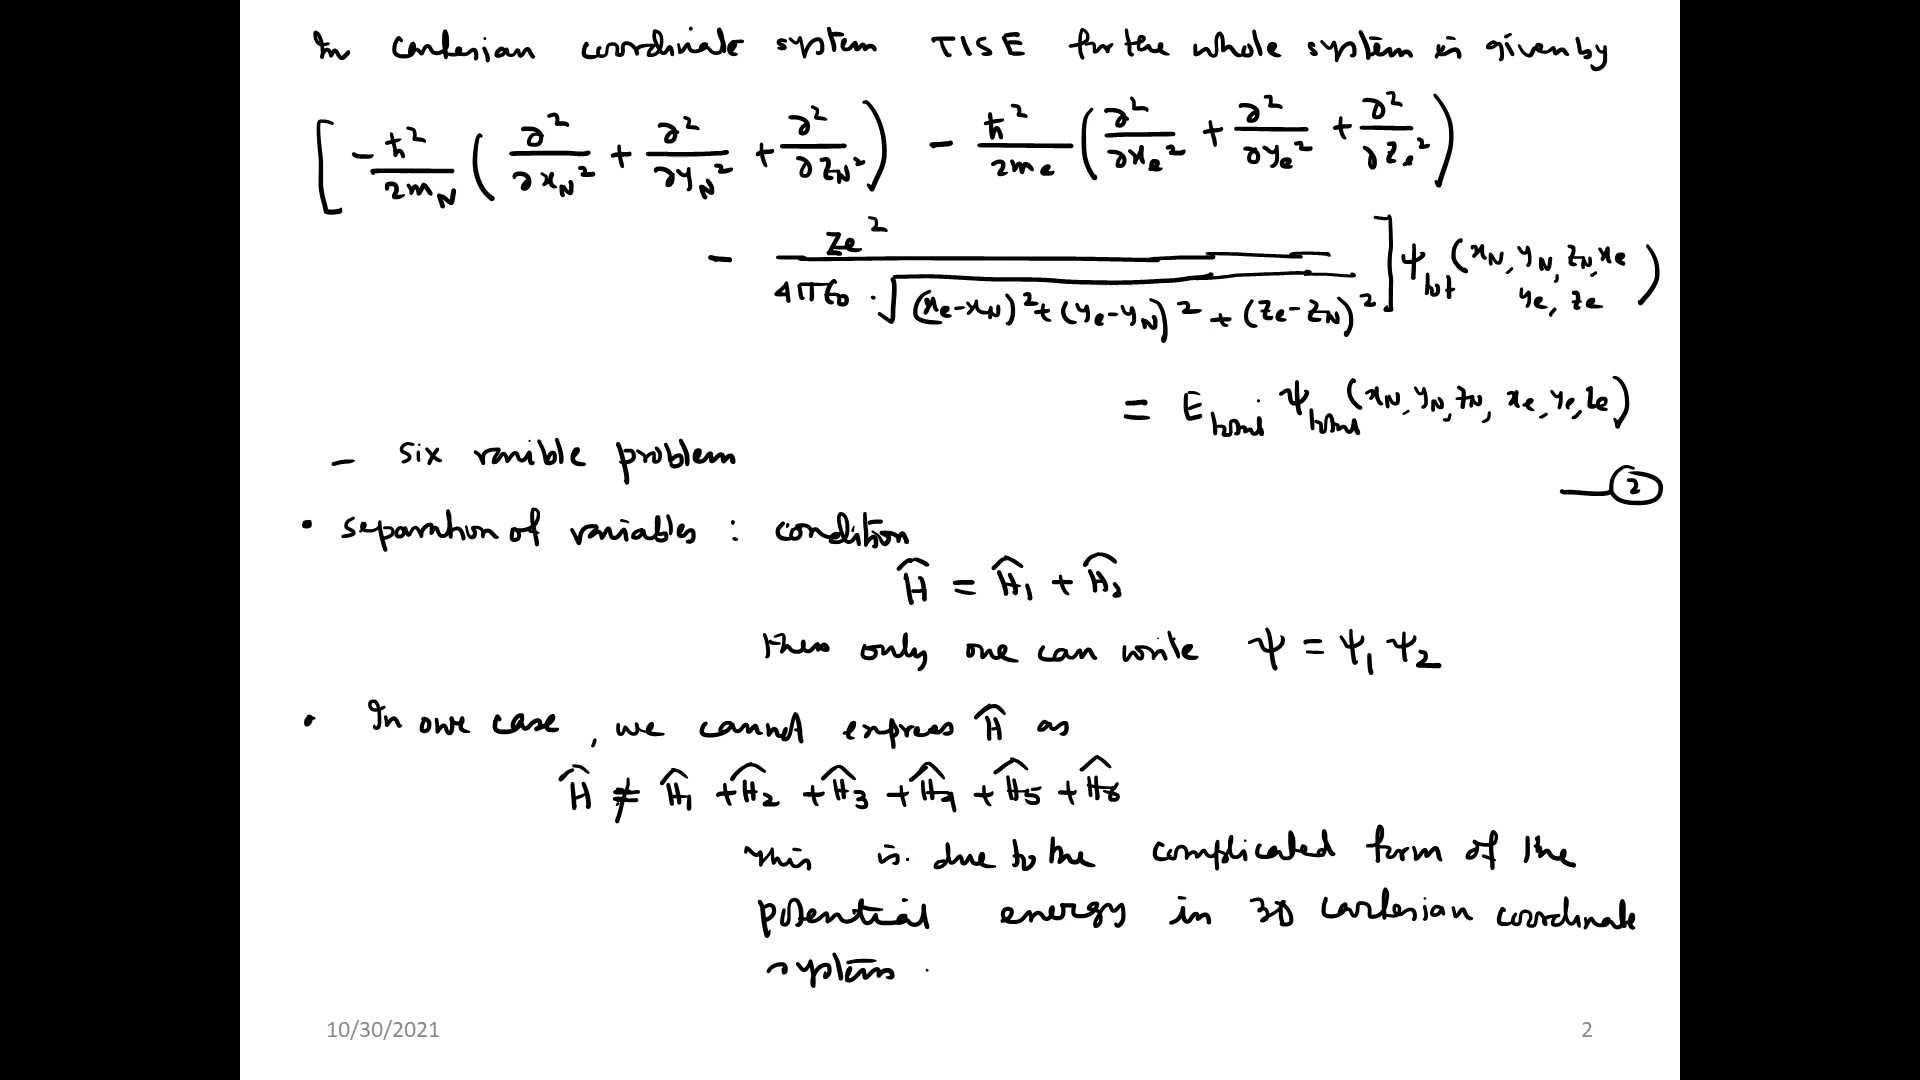 In cartesian coordinate system TISE for the whole system is given by
[ -ħ²/2m_N ( ∂²/∂x_N² + ∂²/∂y_N² + ∂²/∂z_N² ) - ħ²/2m_e ( ∂²/∂x_e² + ∂²/∂y_e² + ∂²/∂z_e² )
- Ze² / 4πε₀ · √((x_e-x_N)² + (y_e-y_N)² + (z_e-z_N)²) ] ψ_tot (x_N, y_N, z_N, x_e y_e, z_e)
= E_total ψ_total (x_N, y_N, z_N, x_e, y_e, z_e)
- six varible problem
— ②
• separation of variables : condition
Ĥ = Ĥ₁ + Ĥ₂
then only one can write ψ = ψ₁ ψ₂
• In our case, we cannot express Ĥ as
Ĥ ≠ Ĥ₁ + Ĥ₂ + Ĥ₃ + Ĥ₄ + Ĥ₅ + Ĥ₆
This is due to the complicated form of the
potential energy in 3D cartesian coordinate
system.
10/30/2021 2